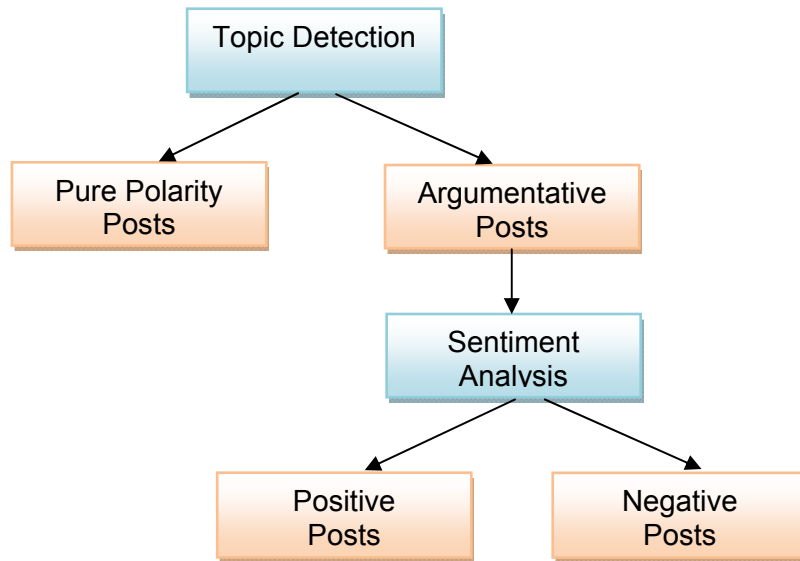 Topic Detection
Pure Polarity
Posts
Argumentative
Posts
Sentiment
Analysis
Positive
Posts
Negative
Posts